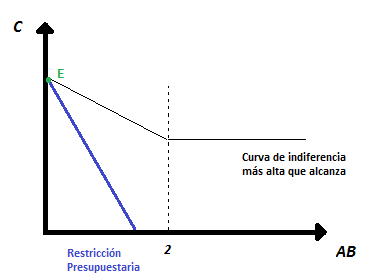 C
E
Curva de indiferencia
más alta que alcanza
2
AB
Restricción
Presupuestaria